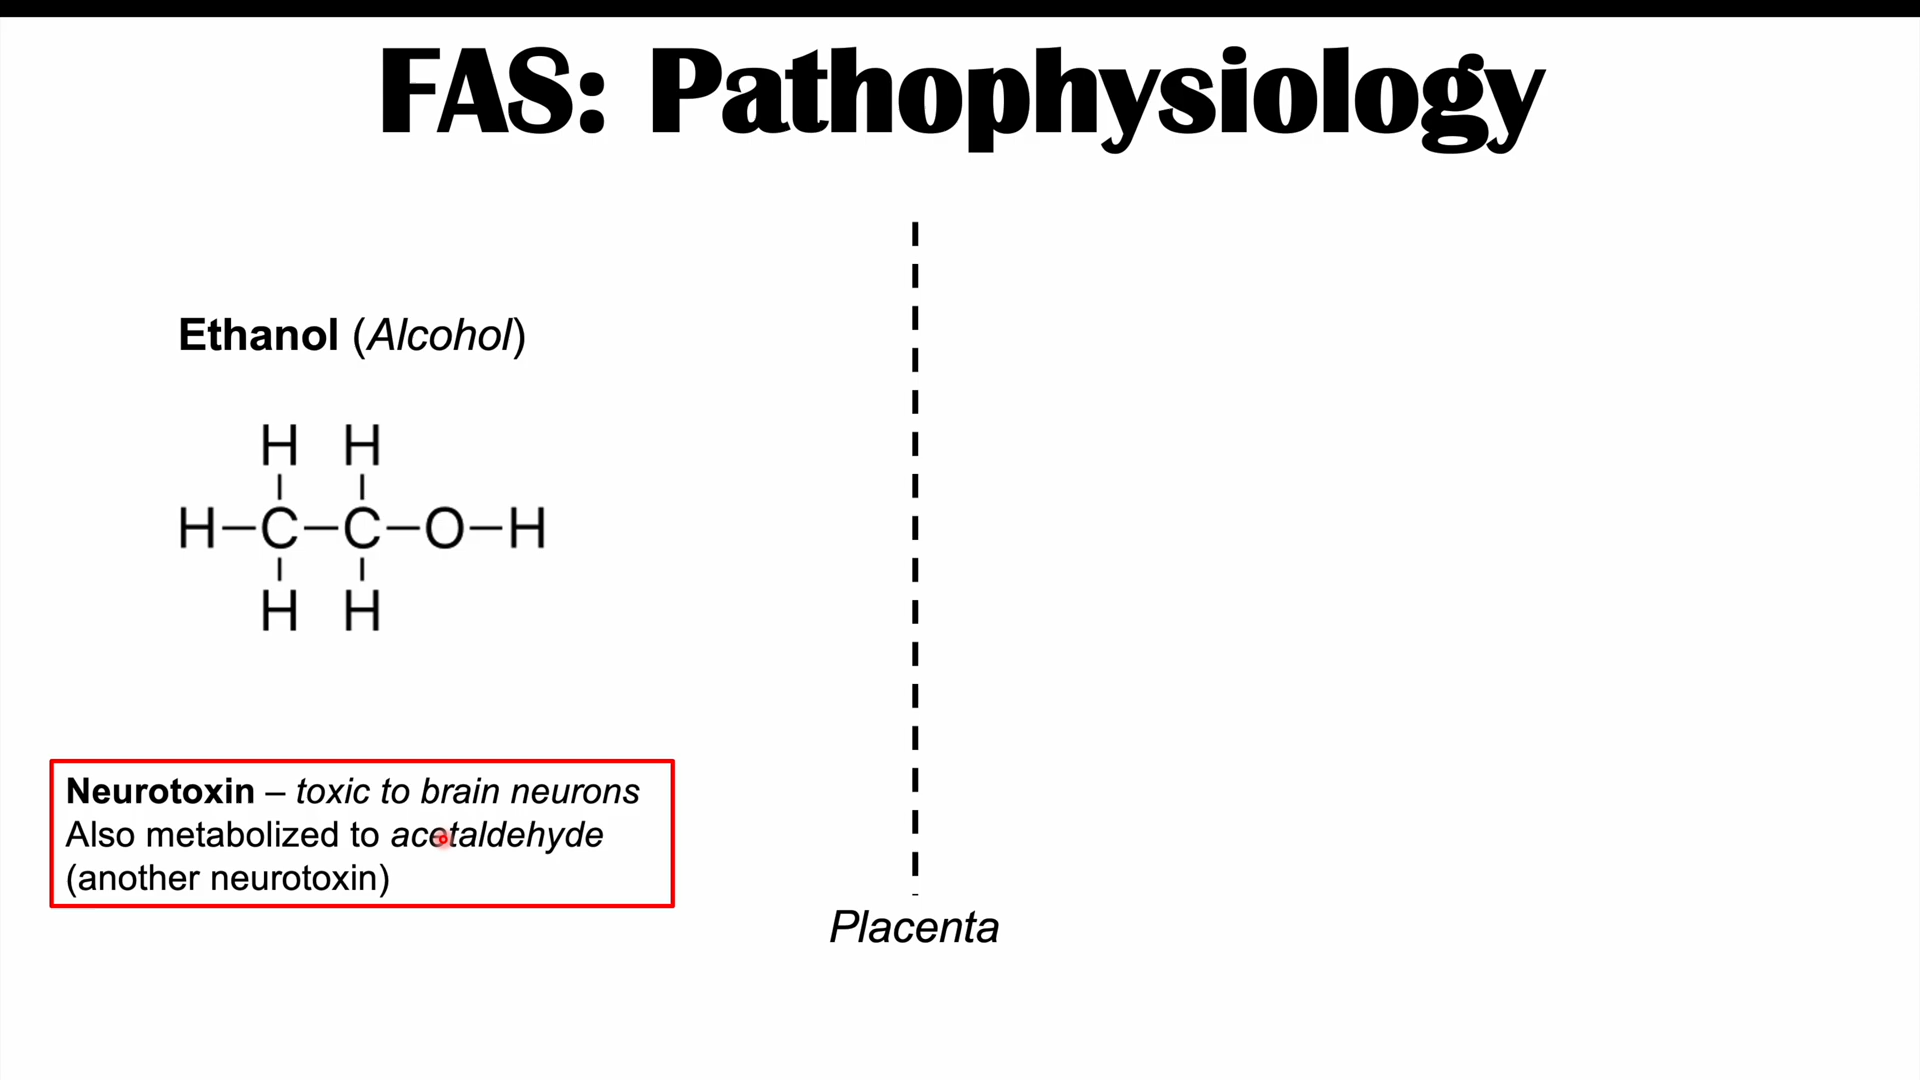 FAS: Pathophysiology
Ethanol (Alcohol)
H H
H–C–C–O–H
H H
Neurotoxin – toxic to brain neurons
Also metabolized to acetaldehyde
(another neurotoxin)
Placenta